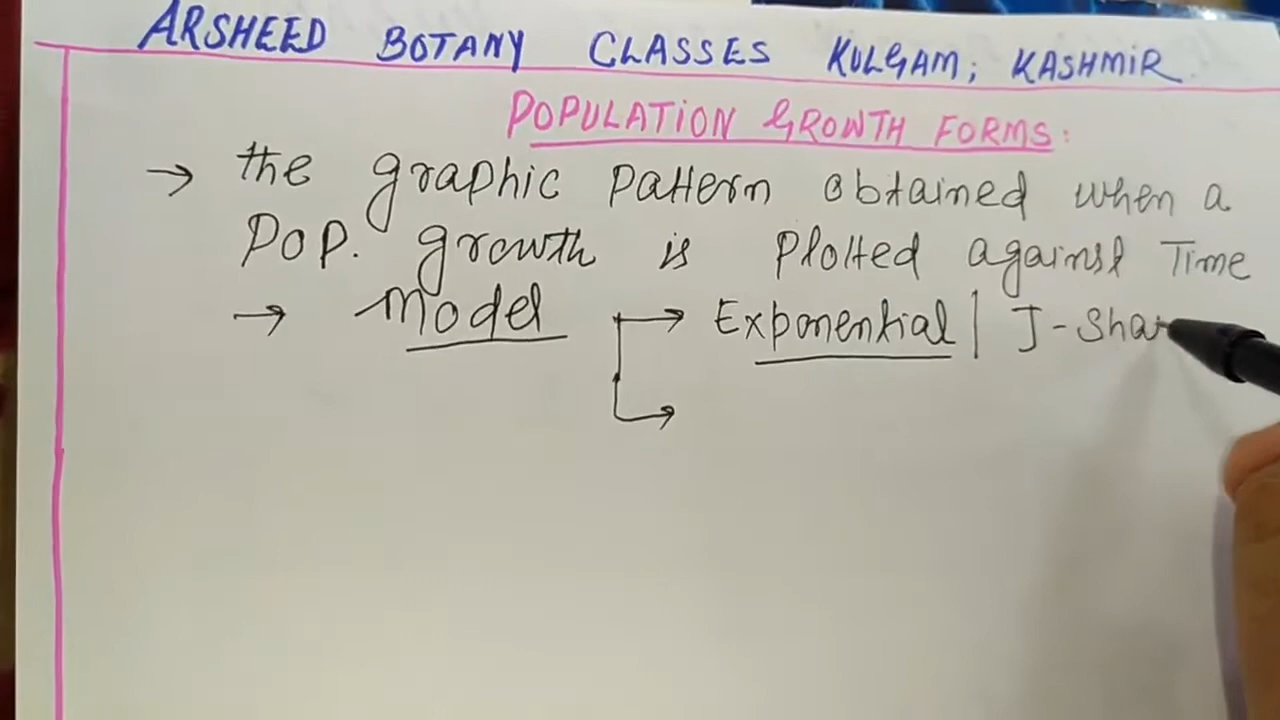 ARSHEED BOTANY CLASSES KULGAM; KASHMIR
POPULATION GROWTH FORMS:
→ the graphic pattern obtained when a
Pop. growth is Plotted against Time
→ Model → Exponential | J-Sha